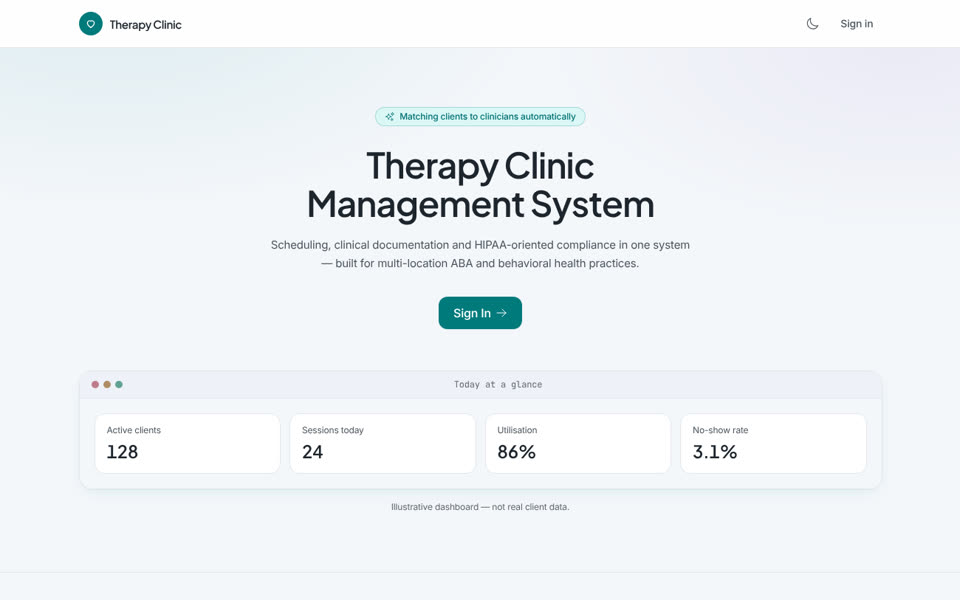 Therapy Clinic
Sign in
Matching clients to clinicians automatically
Therapy Clinic
Management System
Scheduling, clinical documentation and HIPAA-oriented compliance in one system
— built for multi-location ABA and behavioral health practices.
Sign In →
Today at a glance
Active clients
128
Sessions today
24
Utilisation
86%
No-show rate
3.1%
Illustrative dashboard — not real client data.